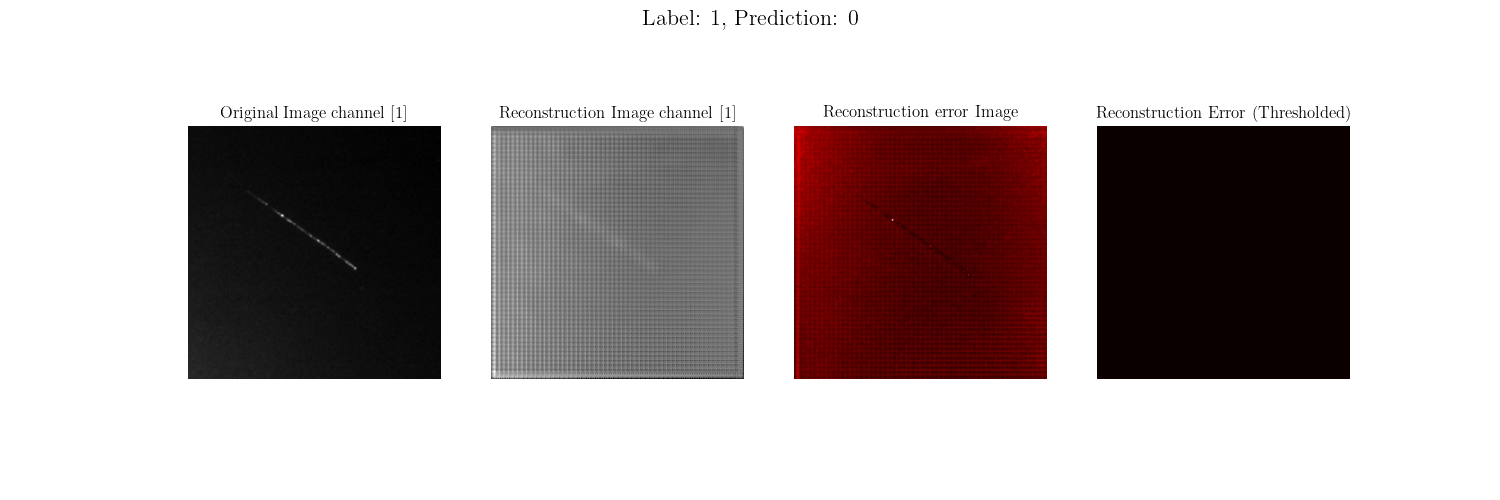 Label: 1, Prediction: 0
Original Image channel [1]
Reconstruction Image channel [1]
Reconstruction error Image
Reconstruction Error (Thresholded)